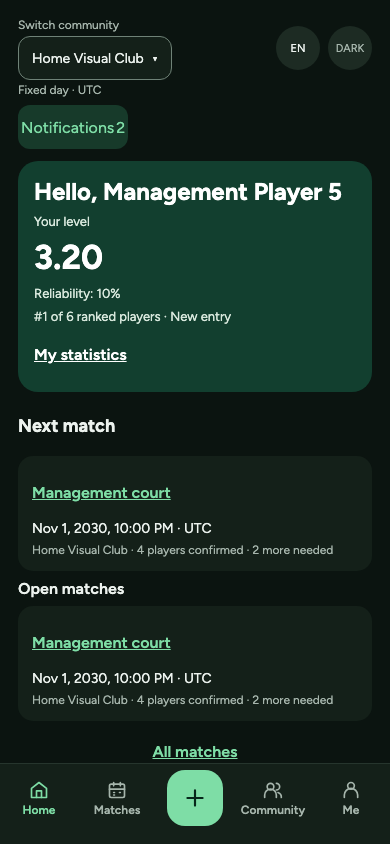 Switch community
Home Visual Club ▾
EN
DARK
Fixed day · UTC
Notifications 2
Hello, Management Player 5
Your level
3.20
Reliability: 10%
#1 of 6 ranked players · New entry
My statistics
Next match
Management court
Nov 1, 2030, 10:00 PM · UTC
Home Visual Club · 4 players confirmed · 2 more needed
Open matches
Management court
Nov 1, 2030, 10:00 PM · UTC
Home Visual Club · 4 players confirmed · 2 more needed
All matches
Home
Matches
+
Community
Me